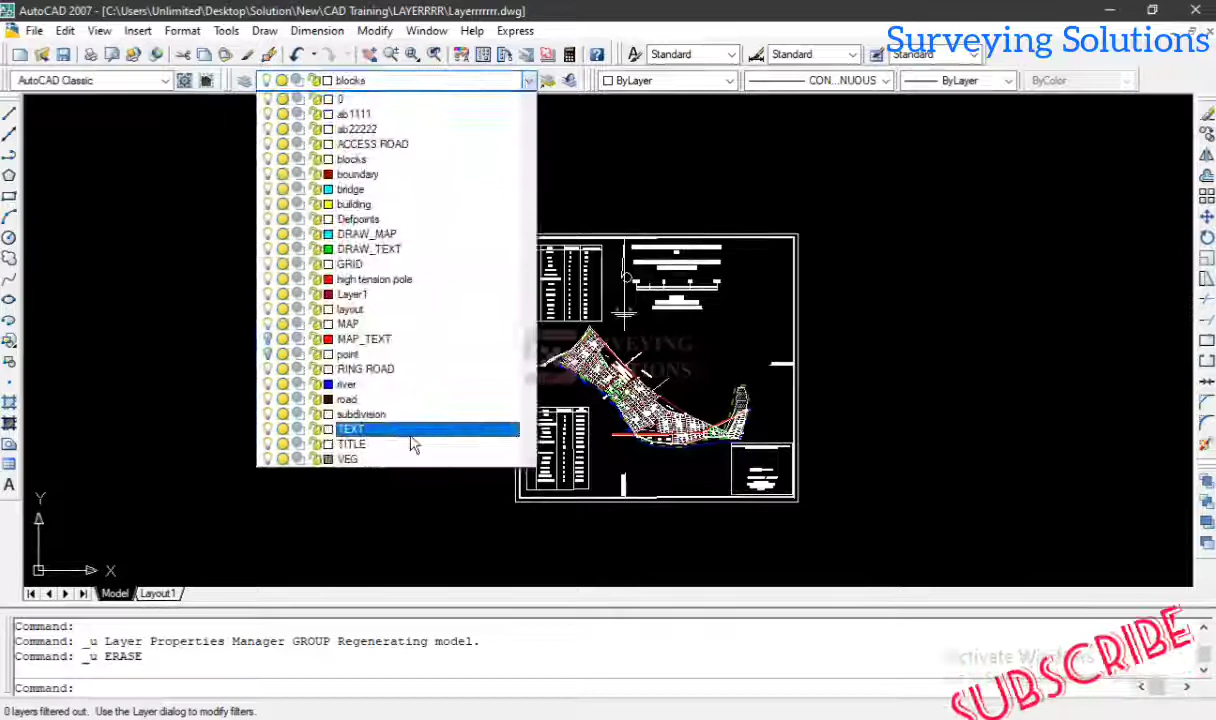 AutoCAD 2007 - [C:\Users\Unlimited\Desktop\Solution\New\CAD Training\LAYERRRR\Layerrrrrr.dwg]
File Edit View Insert Format Tools Draw Dimension Modify Window Help Express
Surveying Solutions
Standard Standard Standard
AutoCAD Classic blocks ByLayer CON...NUOUS ByLayer ByColor
0
ab1111
ab22222
ACCESS ROAD
blocks
boundary
bridge
building
Defpoints
DRAW_MAP
DRAW_TEXT
GRID
high tension pole
Layer1
layout
MAP
MAP_TEXT
point
RING ROAD
river
road
subdivision
TEXT
TITLE
VEG
Y
X
Model Layout1
Command:
Command: _u Layer Properties Manager GROUP Regenerating model.
Command: _u ERASE
Command:
SUBSCRIBE
0 layers filtered out. Use the Layer dialog to modify filters.